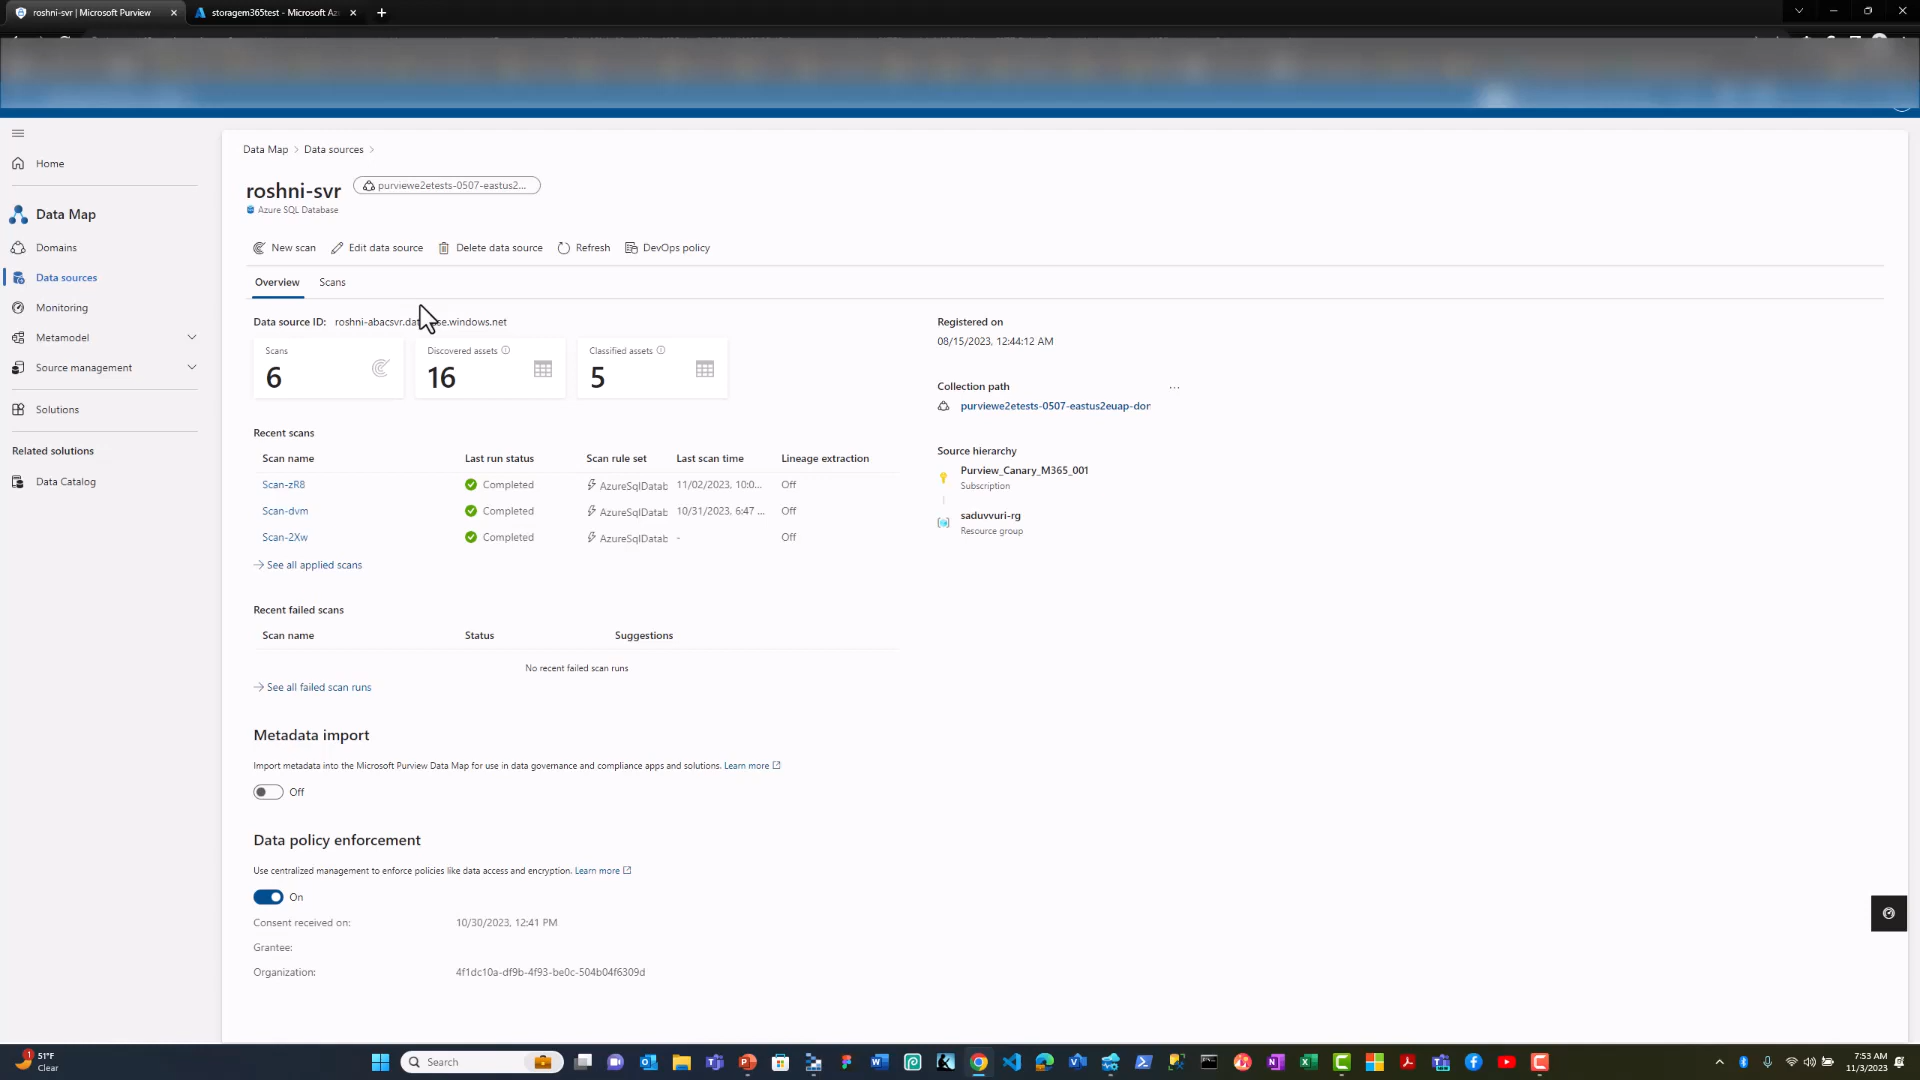 roshni-svr | Microsoft Purview
storagem365test - Microsoft Az
Home
Data Map
Domains
Data sources
Monitoring
Metamodel
Source management
Solutions
Related solutions
Data Catalog
Data Map > Data sources >
roshni-svr
purviewe2etests-0507-eastus2...
Azure SQL Database
New scan
Edit data source
Delete data source
Refresh
DevOps policy
Overview
Scans
Data source ID: roshni-abacsvr.dat se.windows.net
Scans
6
Discovered assets
16
Classified assets
5
Recent scans
Scan name Last run status Scan rule set Last scan time Lineage extraction
Scan-zR8 Completed AzureSqlDatab 11/02/2023, 10:0... Off
Scan-dvm Completed AzureSqlDatab 10/31/2023, 6:47 ... Off
Scan-2Xw Completed AzureSqlDatab - Off
See all applied scans
Recent failed scans
Scan name Status Suggestions
No recent failed scan runs
See all failed scan runs
Metadata import
Import metadata into the Microsoft Purview Data Map for use in data governance and compliance apps and solutions. Learn more
Off
Data policy enforcement
Use centralized management to enforce policies like data access and encryption. Learn more
On
Consent received on: 10/30/2023, 12:41 PM
Grantee:
Organization: 4f1dc10a-df9b-4f93-be0c-504b04f6309d
Registered on
08/15/2023, 12:44:12 AM
Collection path
...
purviewe2etests-0507-eastus2euap-dor
Source hierarchy
Purview_Canary_M365_001
Subscription
saduvvuri-rg
Resource group
1
51°F
Clear
Search
7:53 AM
11/3/2023